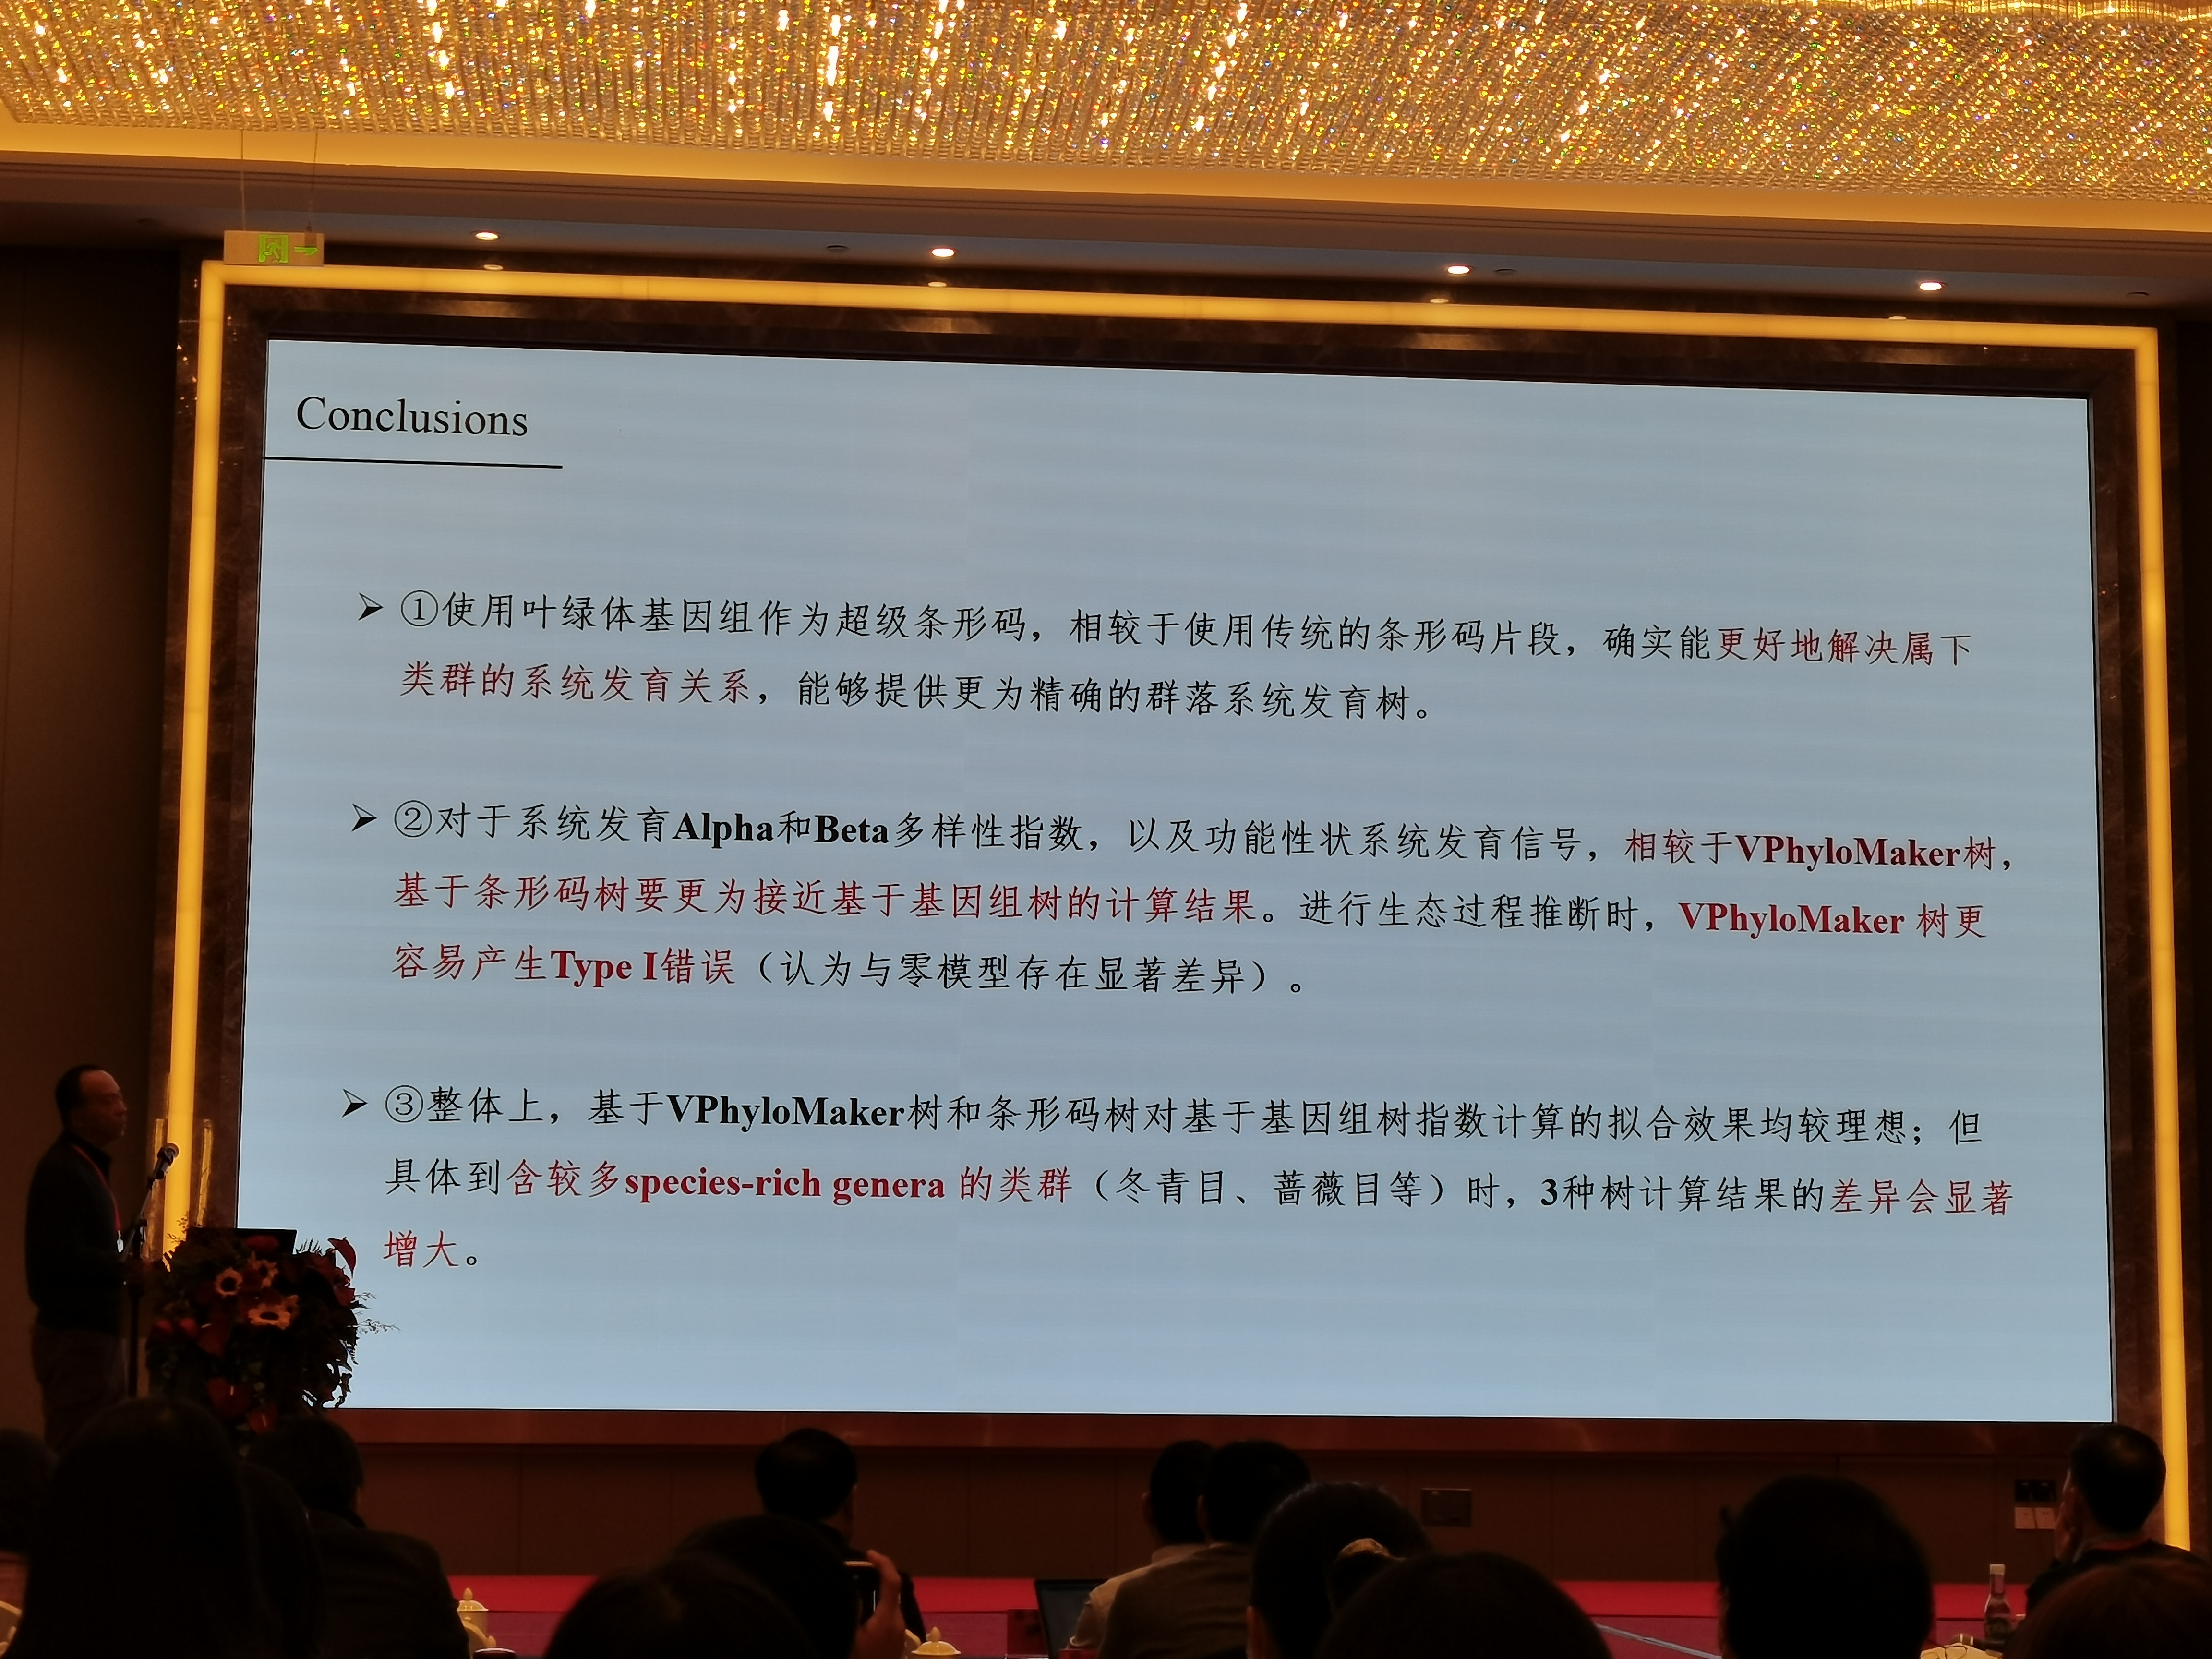 Conclusions
➢ ①使用叶绿体基因组作为超级条形码，相较于使用传统的条形码片段，确实能更好地解决属下
类群的系统发育关系，能够提供更为精确的群落系统发育树。
➢ ②对于系统发育Alpha和Beta多样性指数，以及功能性状系统发育信号，相较于VPhyloMaker树，
基于条形码树要更为接近基于基因组树的计算结果。进行生态过程推断时，VPhyloMaker 树更
容易产生Type I错误（认为与零模型存在显著差异）。
➢ ③整体上，基于VPhyloMaker树和条形码树对基于基因组树指数计算的拟合效果均较理想；但
具体到含较多species-rich genera 的类群（冬青目、蔷薇目等）时，3种树计算结果的差异会显著
增大。